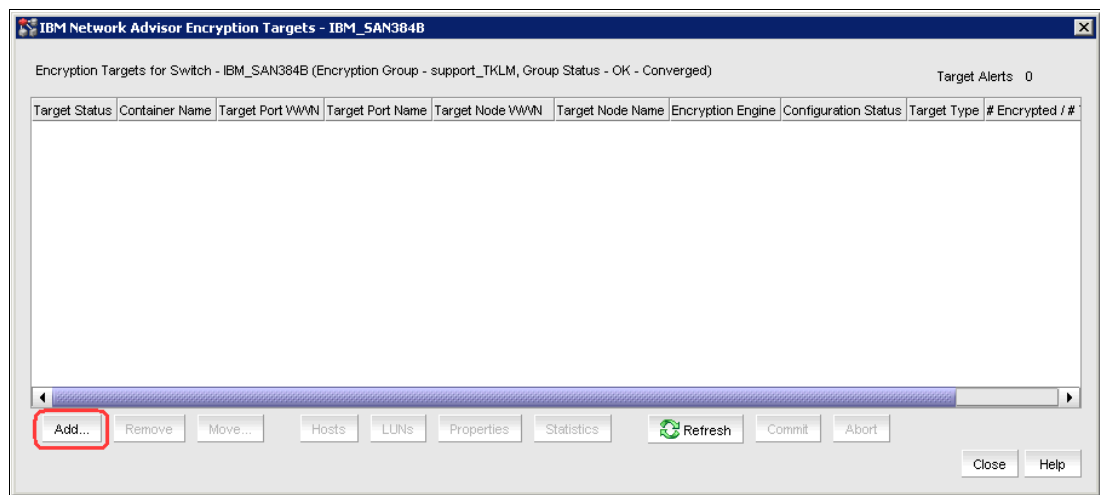 IBM Network Advisor Encryption Targets - IBM_SAN384B
Encryption Targets for Switch - IBM_SAN384B (Encryption Group - support_TKLM, Group Status - OK - Converged)
Target Alerts 0
Target Status Container Name Target Port WWN Target Port Name Target Node WWN Target Node Name Encryption Engine Configuration Status Target Type # Encrypted / #
Add... Remove Move... Hosts LUNs Properties Statistics Refresh Commit Abort
Close Help